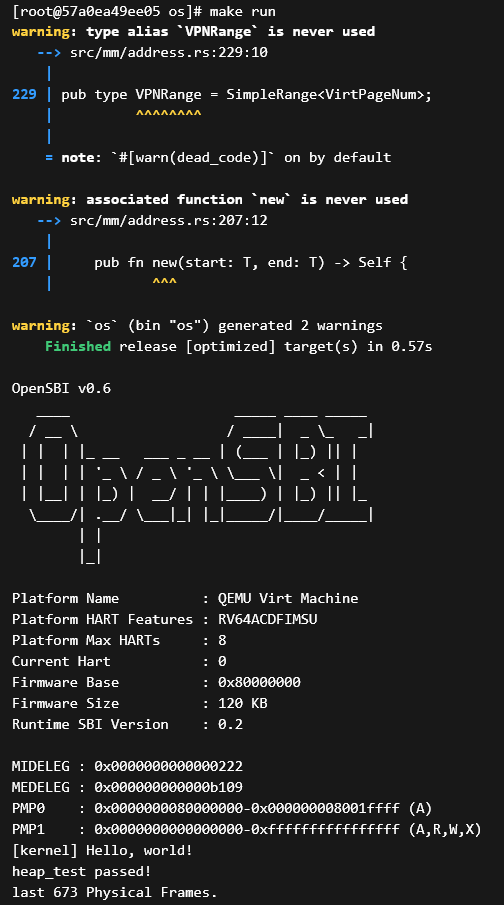 [root@57a0ea49ee05 os]# make run
warning: type alias `VPNRange` is never used
   --> src/mm/address.rs:229:10
    |
229 | pub type VPNRange = SimpleRange<VirtPageNum>;
    |          ^^^^^^^^
    |
    = note: `#[warn(dead_code)]` on by default

warning: associated function `new` is never used
   --> src/mm/address.rs:207:12
    |
207 |     pub fn new(start: T, end: T) -> Self {
    |            ^^^

warning: `os` (bin "os") generated 2 warnings
    Finished release [optimized] target(s) in 0.57s

OpenSBI v0.6
   ____                    _____ ____ _____
  / __ \                  / ____|  _ \_   _|
 | |  | |_ __   ___ _ __ | (___ | |_) || |
 | |  | | '_ \ / _ \ '_ \ \___ \|  _ < | |
 | |__| | |_) |  __/ | | |____) | |_) || |_
  \____/| .__/ \___|_| |_|_____/|____/_____|
        | |
        |_|

Platform Name          : QEMU Virt Machine
Platform HART Features : RV64ACDFIMSU
Platform Max HARTs     : 8
Current Hart           : 0
Firmware Base          : 0x80000000
Firmware Size          : 120 KB
Runtime SBI Version    : 0.2

MIDELEG : 0x0000000000000222
MEDELEG : 0x000000000000b109
PMP0    : 0x0000000080000000-0x000000008001ffff (A)
PMP1    : 0x0000000000000000-0xffffffffffffffff (A,R,W,X)
[kernel] Hello, world!
heap_test passed!
last 673 Physical Frames.